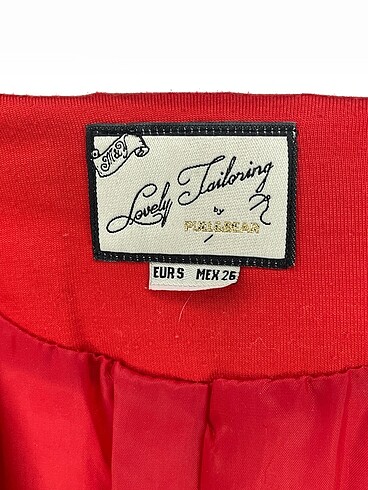 M&V
Lovely Tailoring
by
PULL&BEAR
EUR S MEX 26